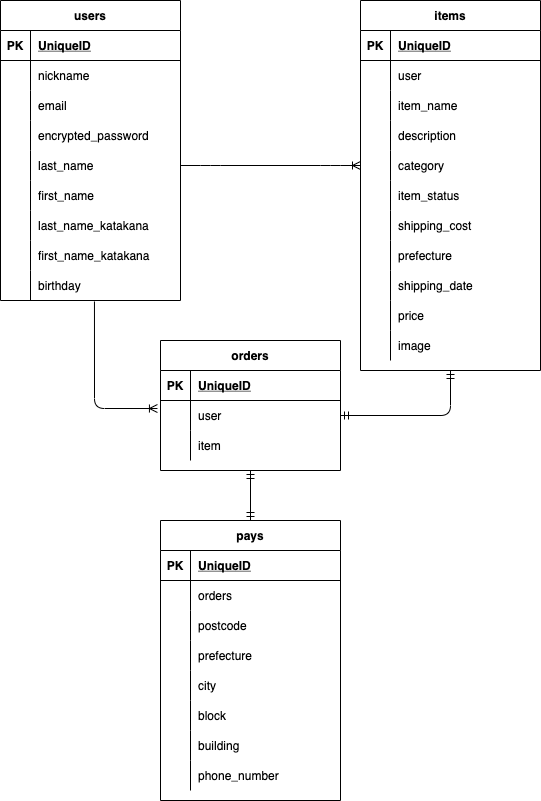 users
PK UniqueID
nickname
email
encrypted_password
last_name
first_name
last_name_katakana
first_name_katakana
birthday
items
PK UniqueID
user
item_name
description
category
item_status
shipping_cost
prefecture
shipping_date
price
image
orders
PK UniqueID
user
item
pays
PK UniqueID
orders
postcode
prefecture
city
block
building
phone_number